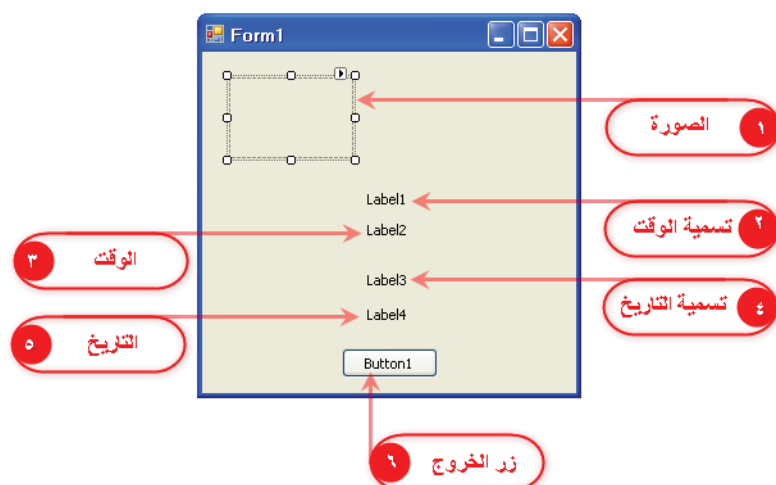 Form1
١ الصورة
Label1
٢ تسمية الوقت
Label2
٣ الوقت
Label3
٤ تسمية التاريخ
Label4
٥ التاريخ
Button1
٦ زر الخروج